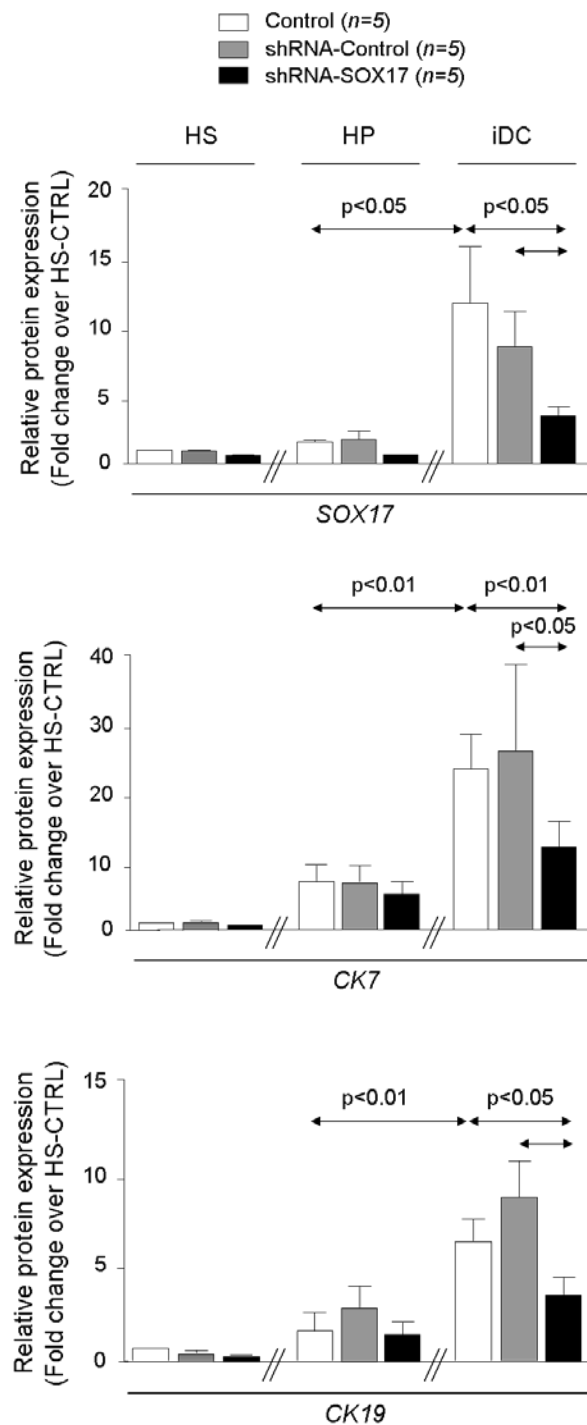 Control (n=5)
shRNA-Control (n=5)
shRNA-SOX17 (n=5)
HS HP iDC
Relative protein expression
(Fold change over HS-CTRL)
20
15
10
5
0
p<0.05 p<0.05
SOX17
Relative protein expression
(Fold change over HS-CTRL)
40
30
20
10
0
p<0.01 p<0.01
p<0.05
CK7
Relative protein expression
(Fold change over HS-CTRL)
15
10
5
0
p<0.01 p<0.05
CK19